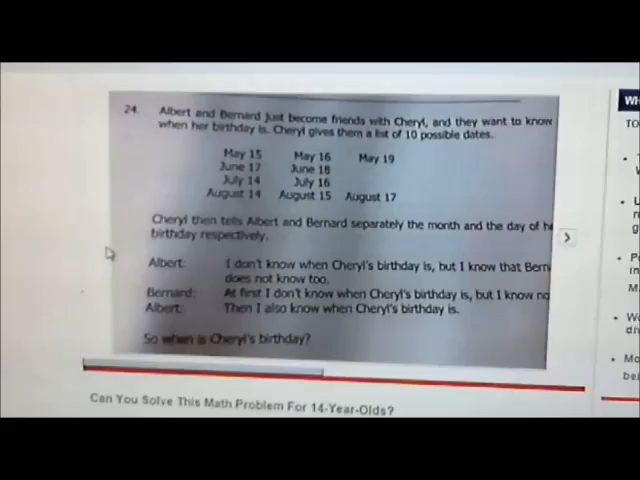 24. Albert and Bernard just become friends with Cheryl, and they want to know
when her birthday is. Cheryl gives them a list of 10 possible dates.
May 15 May 16 May 19
June 17 June 18
July 14 July 16
August 14 August 15 August 17
Cheryl then tells Albert and Bernard separately the month and the day of h
birthday respectively.
Albert: I don't know when Cheryl's birthday is, but I know that Bern
does not know too.
Bernard: At first I don't know when Cheryl's birthday is, but I know no
Albert: Then I also know when Cheryl's birthday is.
So when is Cheryl's birthday?
Can You Solve This Math Problem For 14-Year-Olds?
WH
TO